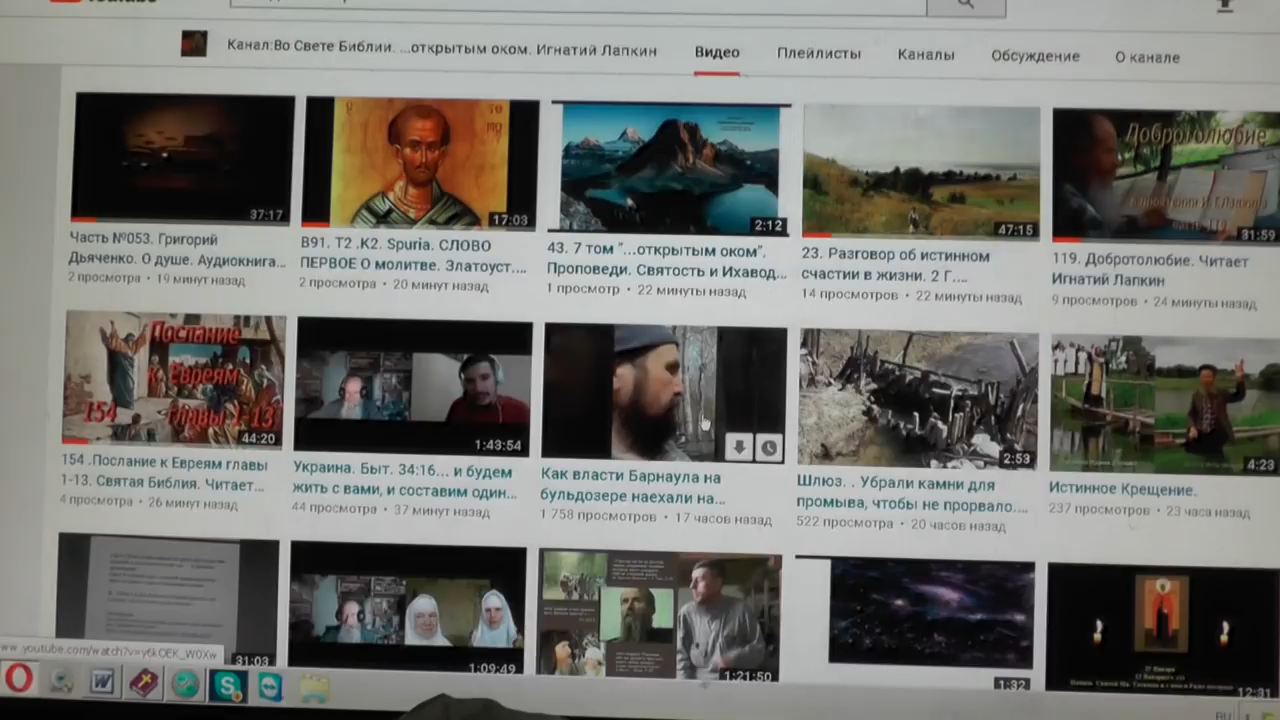 Канал:Во Свете Библии. ...открытым оком. Игнатий Лапкин
Видео
Плейлисты
Каналы
Обсуждение
О канале
37:17
17:03
2:12
47:15
Добротолюбие
31:59
Часть №053. Григорий
Дьяченко. О душе. Аудиокнига...
2 просмотра • 19 минут назад
В91. Т2 .К2. Spuria. СЛОВО
ПЕРВОЕ О молитве. Златоуст....
2 просмотра • 20 минут назад
43. 7 том "...открытым оком".
Проповеди. Святость и Ихавод...
1 просмотр • 22 минуты назад
23. Разговор об истинном
счастии в жизни. 2 Г....
14 просмотров • 22 минуты назад
119. Добротолюбие. Читает
Игнатий Лапкин
9 просмотров • 24 минуты назад
Послание
к Евреям
154 главы 1-13
44:20
1:43:54
2:53
4:23
154 .Послание к Евреям главы
1-13. Святая Библия. Читает...
4 просмотра • 26 минут назад
Украина. Быт. 34:16... и будем
жить с вами, и составим один...
44 просмотра • 37 минут назад
Как власти Барнаула на
бульдозере наехали на...
1 758 просмотров • 17 часов назад
Шлюз. . Убрали камни для
промыва, чтобы не прорвало....
522 просмотра • 20 часов назад
Истинное Крещение.
237 просмотров • 23 часа назад
31:03
1:09:49
1:21:50
1:32
12:31
www.youtube.com/watch?v=y6kOEK_W0Xw
RU